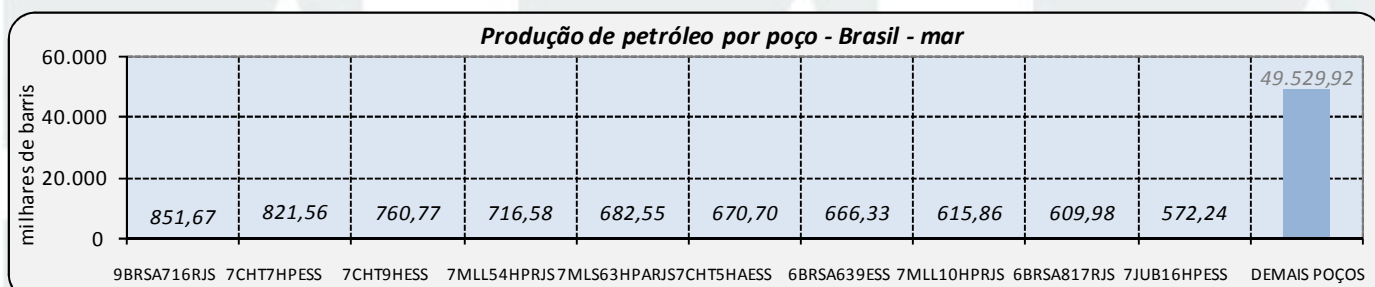 Produção de petróleo por poço - Brasil - mar
milhares de barris
60.000
40.000
20.000
0
49.529,92
851,67 821,56 760,77 716,58 682,55 670,70 666,33 615,86 609,98 572,24
9BRSA716RJS 7CHT7HPESS 7CHT9HESS 7MLL54HPRJS 7MLS63HPARJS 7CHT5HAESS 6BRSA639ESS 7MLL10HPRJS 6BRSA817RJS 7JUB16HPESS DEMAIS POÇOS